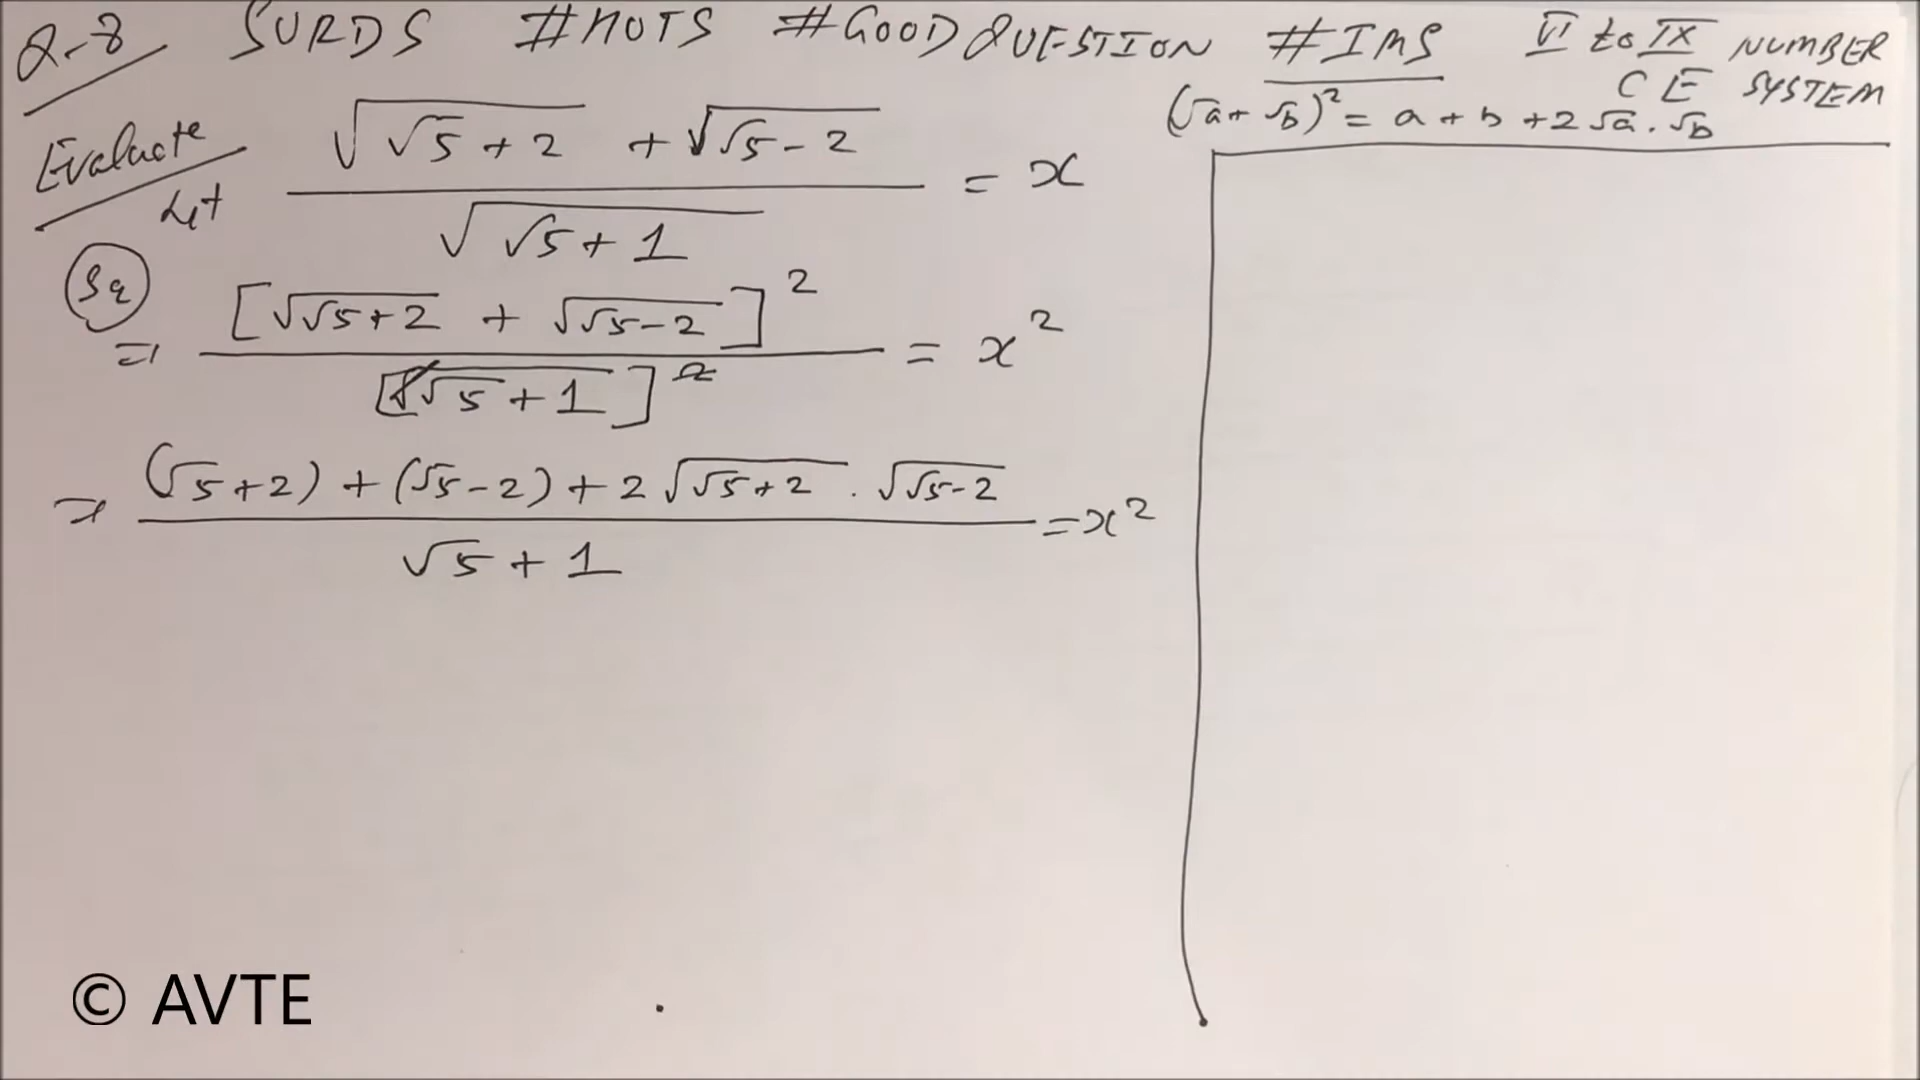 Q-8 SURDS #HOTS #GOOD QUESTION #IMS VI to IX NUMBER SYSTEM
CE
(√a + √b)² = a + b + 2√a . √b
Evaluate
Let (√(√5 + 2) + √(√5 - 2)) / √(√5 + 1) = x
Sq
⇒ [√(√5+2) + √(√5-2)]² / [√(√5+1)]² = x²
⇒ ((√5+2) + (√5-2) + 2√(√5+2) . √(√5-2)) / (√5 + 1) = x²
© AVTE